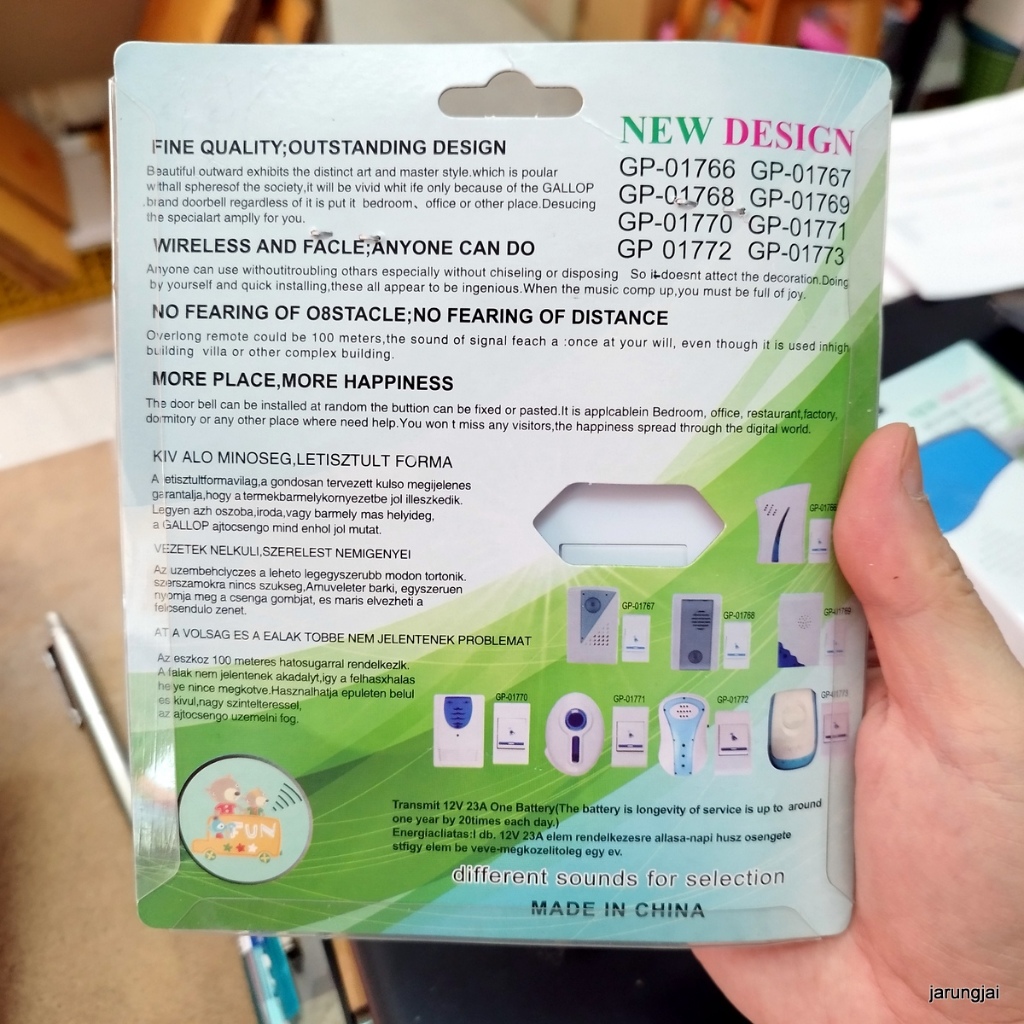 NEW DESIGN
GP-01766 GP-01767
GP-01768 GP-01769
GP-01770 GP-01771
GP 01772 GP-01773
FINE QUALITY;OUTSTANDING DESIGN
Beautiful outward exhibits the distinct art and master style.which is poular
withall spheresof the society,it will be vivid whit ife only because of the GALLOP
.brand doorbell regardless of it is put it bedroom、office or other place.Desucing
the specialart amplly for you.
WIRELESS AND FACLE;ANYONE CAN DO
Anyone can use withoutitroubling othars especially without chiseling or disposing So it doesnt attect the decoration.Doing
by yourself and quick installing,these all appear to be ingenious.When the music comp up,you must be full of joy.
NO FEARING OF O8STACLE;NO FEARING OF DISTANCE
Overlong remote could be 100 meters,the sound of signal feach a :once at your will, even though it is used inhigh
building villa or other complex building.
MORE PLACE,MORE HAPPINESS
The door bell can be installed at random the buttion can be fixed or pasted.It is applcablein Bedroom, office, restaurant,factory,
dormitory or any other place where need help.You won t miss any visitors,the happiness spread through the digital world.
KIV ALO MINOSEG,LETISZTULT FORMA
A letisztultformavilag,a gondosan tervezett kulso megijelenes
garantalja,hogy a termekbarmelykornyezetbe jol illeszkedik.
Legyen azh oszoba,iroda,vagy barmely mas helyideg,
a GALLOP ajtocsengo mind enhol jol mutat.
VEZETEK NELKULI,SZERELEST NEMIGENYEI
Az uzembehclyczes a leheto legegyszerubb modon tortonik.
szerszamokra nincs szukseg,Amuveleter barki, egyszeruen
nyomja meg a csenga gombjat, es maris elvezheti a
felcsendulo zenet.
AT A VOLSAG ES A EALAK TOBBE NEM JELENTENEK PROBLEMAT
Az eszkoz 100 meteres hatosugarral rendelkezlk.
A falak nem jelentenek akadalyt,igy a felhasxhalas
helye nince megkotve.Hasznalhatja epuleten belul
es kivul,nagy szintelteressel,
az ajtocsengo uzemelni fog.
GP-01766
GP-01767
GP-01768
GP-01769
GP-01770
GP-01771
GP-01772
GP-01773
FUN
Transmit 12V 23A One Battery(The battery is longevity of service is up to around
one year by 20times each day.)
Energiacliatas:l db. 12V 23A elem rendelkezesre allasa-napi husz osengete
stfigy elem be veve-megkozelitoleg egy ev.
different sounds for selection
MADE IN CHINA
jarungjai